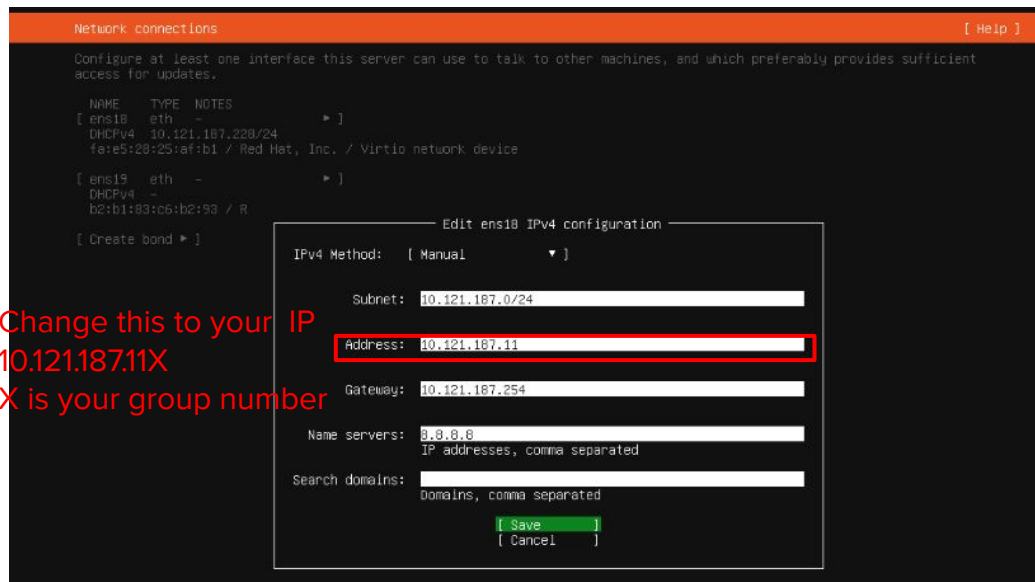 Network connections [ Help ]
Configure at least one interface this server can use to talk to other machines, and which preferably provides sufficient
access for updates.
NAME TYPE NOTES
[ ens18 eth - ▸ ]
DHCPv4 10.121.187.228/24
fa:e5:28:25:af:b1 / Red Hat, Inc. / Virtio network device
[ ens19 eth - ▸ ]
DHCPv4 -
b2:b1:83:c6:b2:93 / R
[ Create bond ▸ ]
Edit ens18 IPv4 configuration
IPv4 Method: [ Manual ▾ ]
Subnet: 10.121.187.0/24
Change this to your IP
Address: 10.121.187.11
10.121.187.11X
Gateway: 10.121.187.254
X is your group number
Name servers: 8.8.8.8
IP addresses, comma separated
Search domains:
Domains, comma separated
[ Save ]
[ Cancel ]